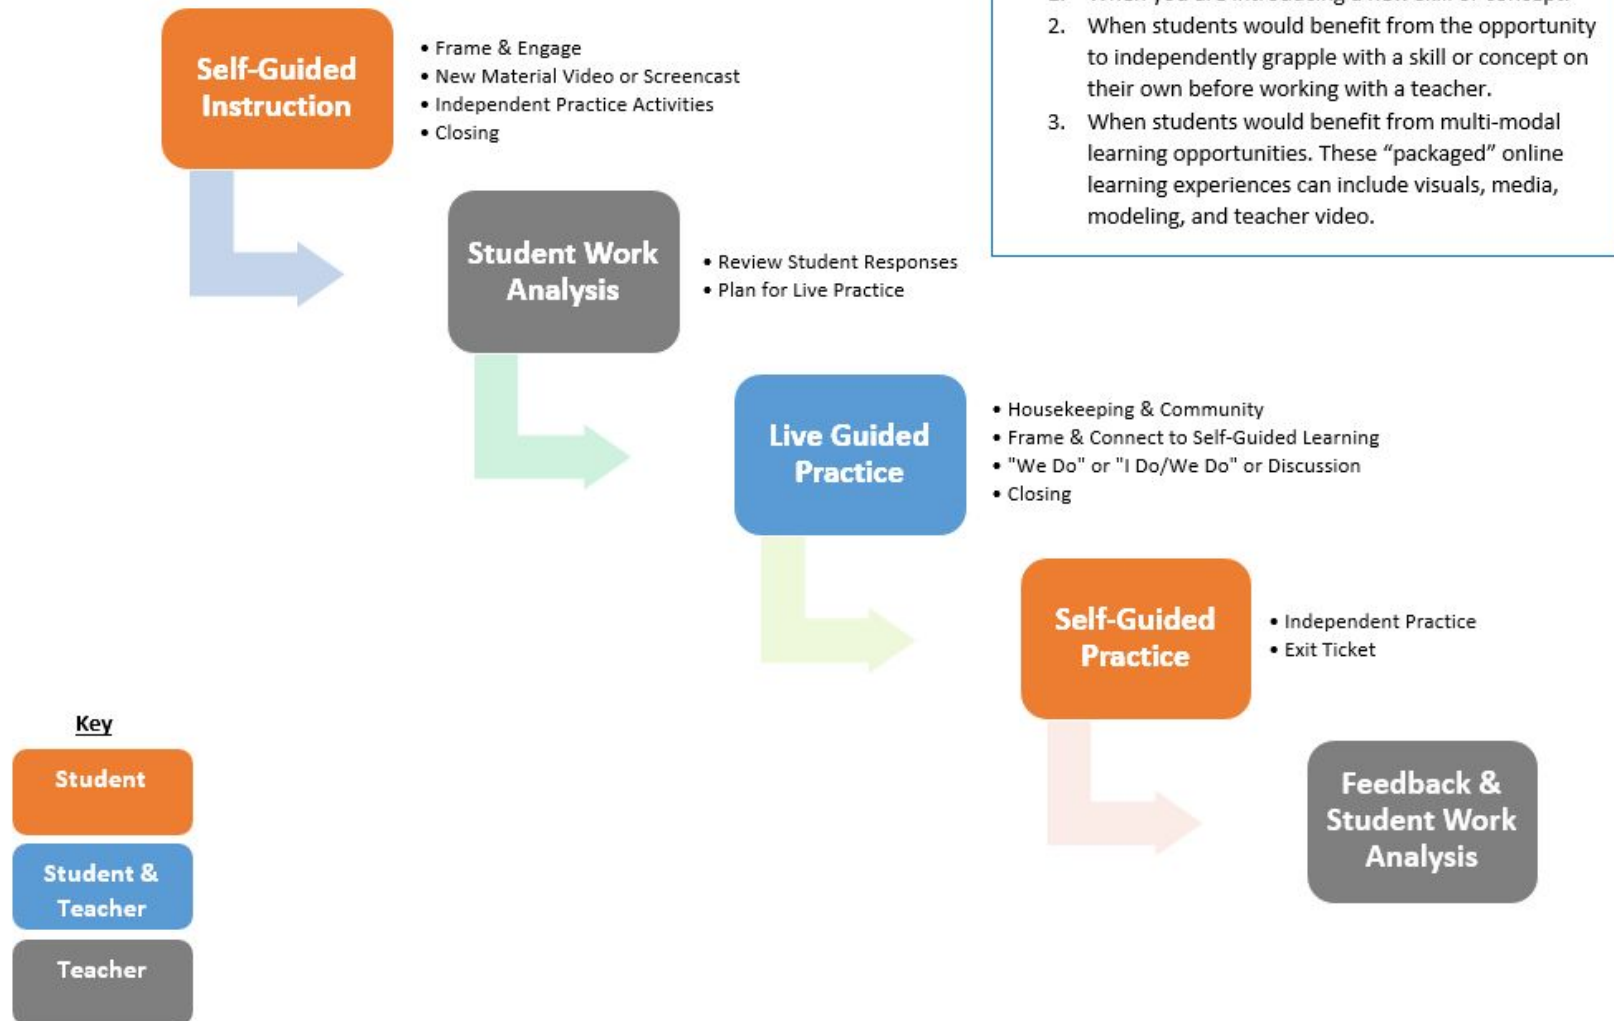 Self-Guided
Instruction
• Frame & Engage
• New Material Video or Screencast
• Independent Practice Activities
• Closing
2. When students would benefit from the opportunity
to independently grapple with a skill or concept on
their own before working with a teacher.
3. When students would benefit from multi-modal
learning opportunities. These “packaged” online
learning experiences can include visuals, media,
modeling, and teacher video.
Student Work
Analysis
• Review Student Responses
• Plan for Live Practice
Live Guided
Practice
• Housekeeping & Community
• Frame & Connect to Self-Guided Learning
• "We Do" or "I Do/We Do" or Discussion
• Closing
Self-Guided
Practice
• Independent Practice
• Exit Ticket
Feedback &
Student Work
Analysis
Key
Student
Student &
Teacher
Teacher